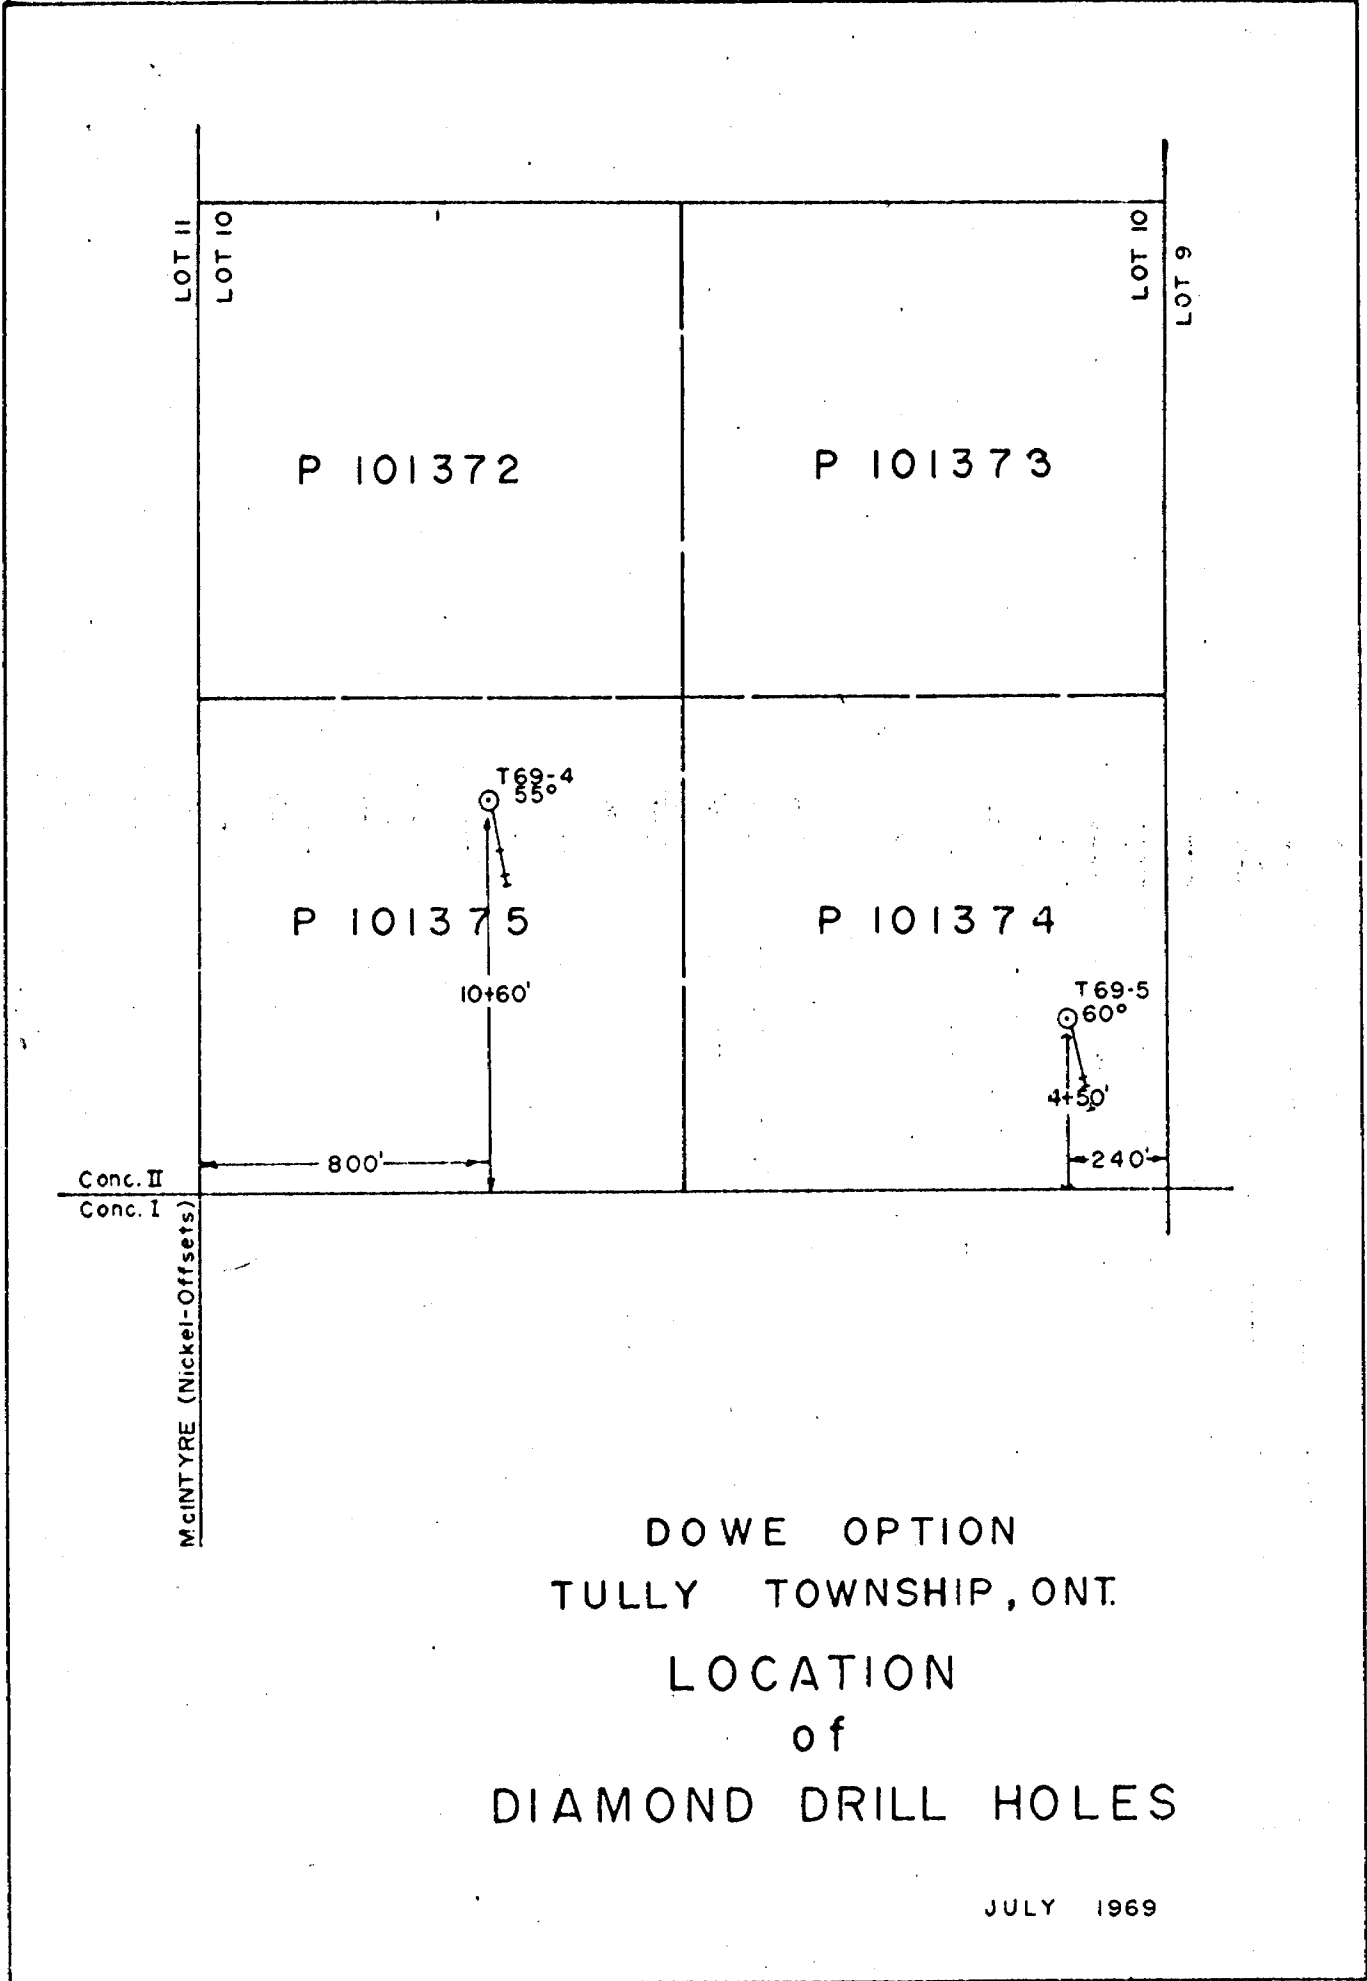 LOT 11
LOT 10
LOT 10
LOT 9
P 101372
P 101373
T69-4
55°
P 101375
P 101374
10+60'
T69-5
60°
4+50'
800'
240'
Conc. II
Conc. I
McINTYRE (Nickel-Offsets)
DOWE OPTION
TULLY TOWNSHIP, ONT.
LOCATION
of
DIAMOND DRILL HOLES
JULY 1969